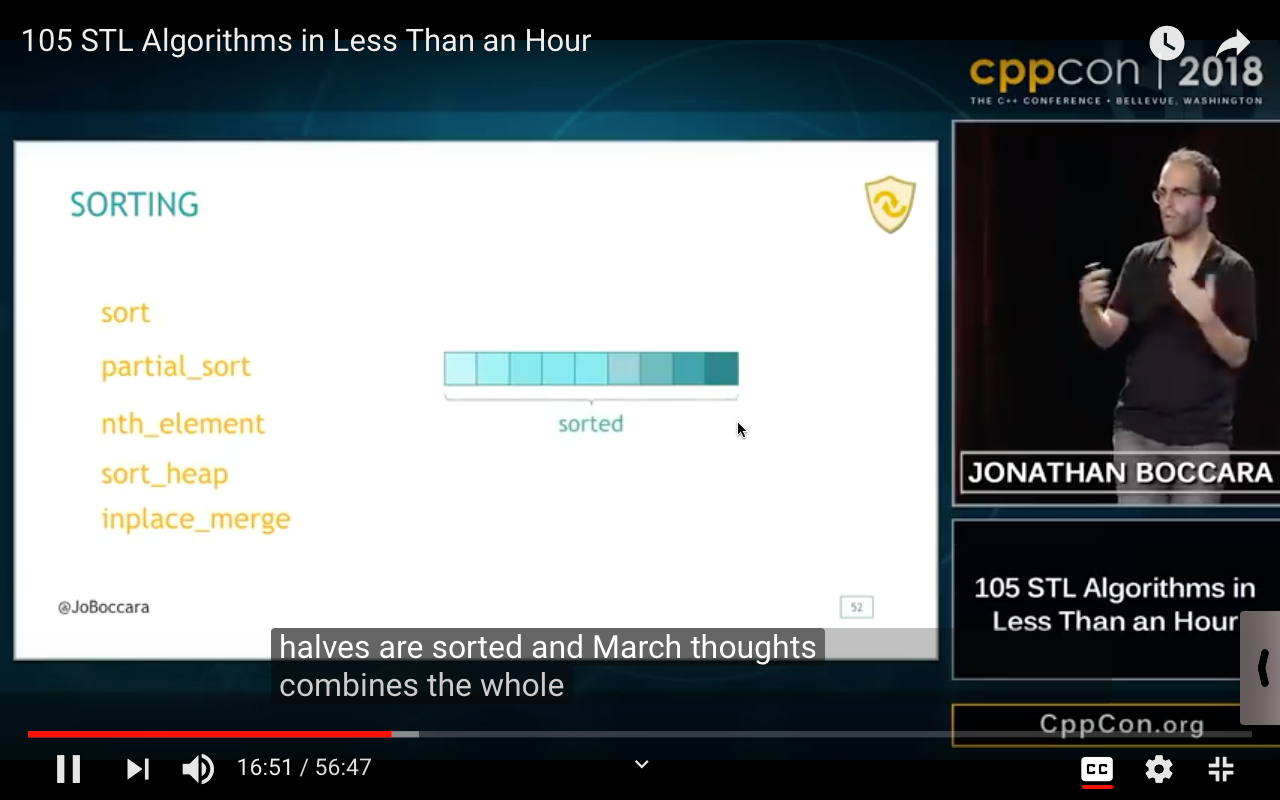 105 STL Algorithms in Less Than an Hour
cppcon | 2018
THE C++ CONFERENCE • BELLEVUE, WASHINGTON
SORTING
sort
partial_sort
nth_element
sort_heap
inplace_merge
sorted
@JoBoccara
52
JONATHAN BOCCARA
105 STL Algorithms in
Less Than an Hour
halves are sorted and March thoughts
combines the whole
CppCon.org
16:51 / 56:47
CC